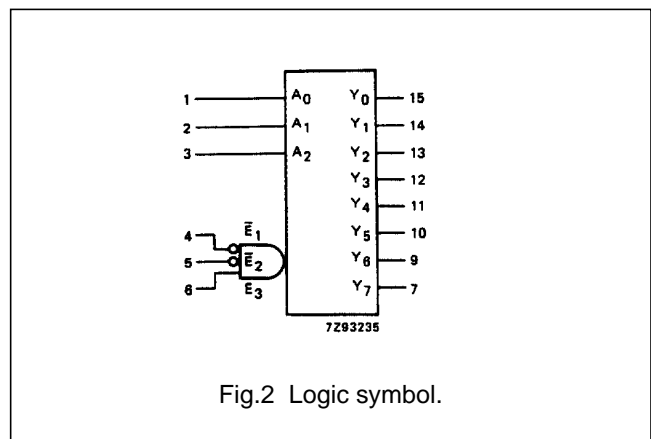 1 A0 Y0 15
2 A1 Y1 14
3 A2 Y2 13
Y3 12
Y4 11
4 Ē1 Y5 10
5 Ē2 Y6 9
6 E3 Y7 7
7Z93235
Fig.2 Logic symbol.